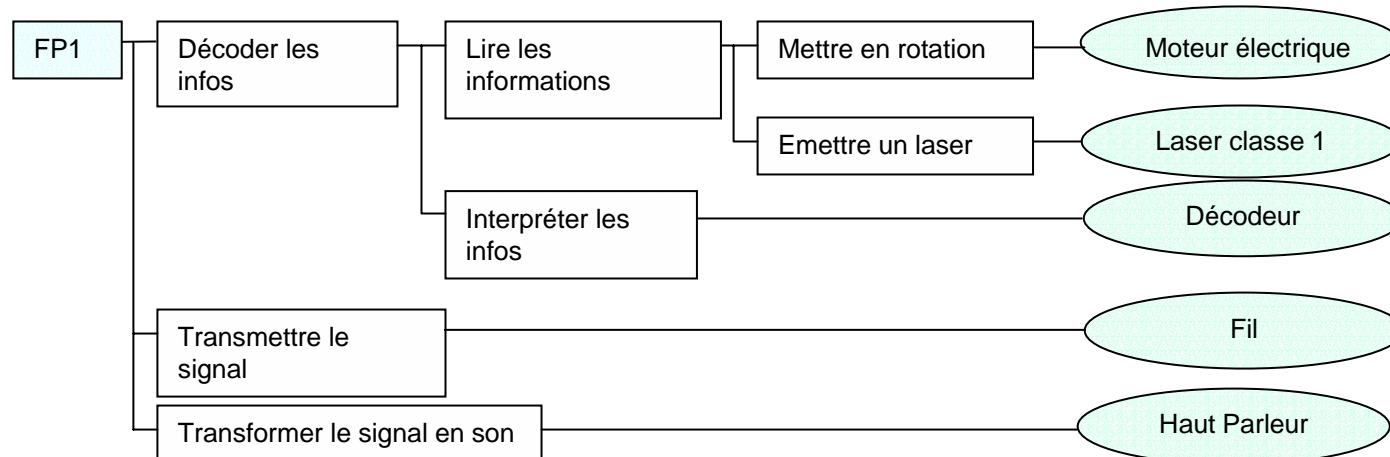 FP1
Décoder les
infos
Lire les
informations
Mettre en rotation
Moteur électrique
Emettre un laser
Laser classe 1
Interpréter les
infos
Décodeur
Transmettre le
signal
Fil
Transformer le signal en son
Haut Parleur